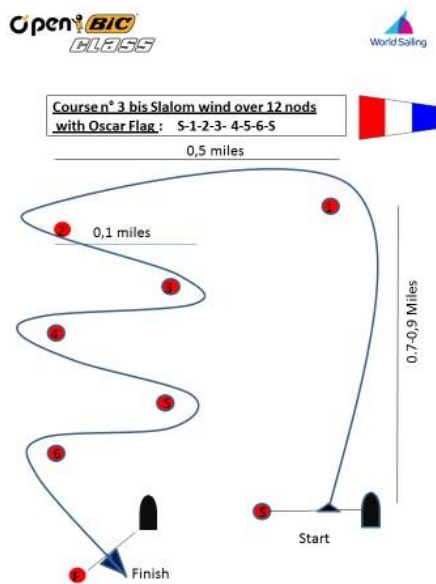 Open BIC
CLASS
World Sailing
Course n° 3 bis Slalom wind over 12 nods
with Oscar Flag : S-1-2-3- 4-5-6-S
0,5 miles
1
2
0,1 miles
3
0.7-0,9 Miles
4
5
6
S
Start
F
Finish